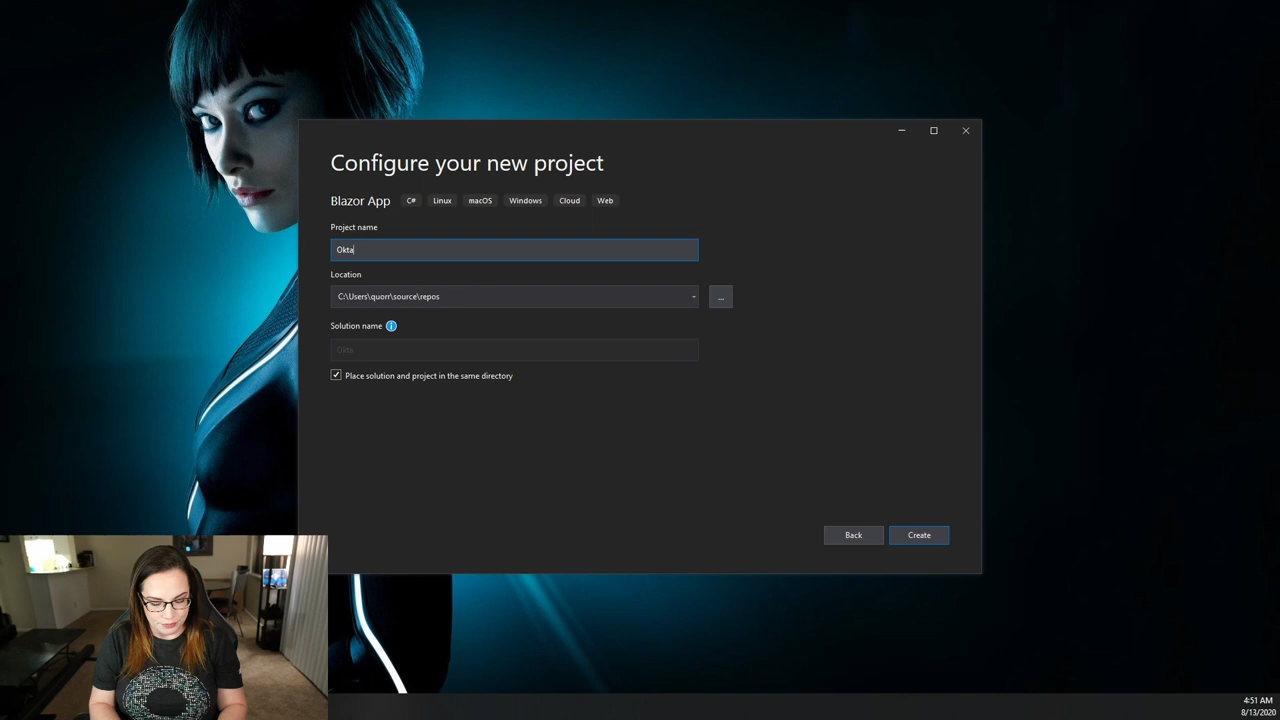 Configure your new project
Blazor App C# Linux macOS Windows Cloud Web
Project name
Okta
Location
C:\Users\quorr\source\repos
...
Solution name
Okta
Place solution and project in the same directory
Back Create
4:51 AM
8/13/2020